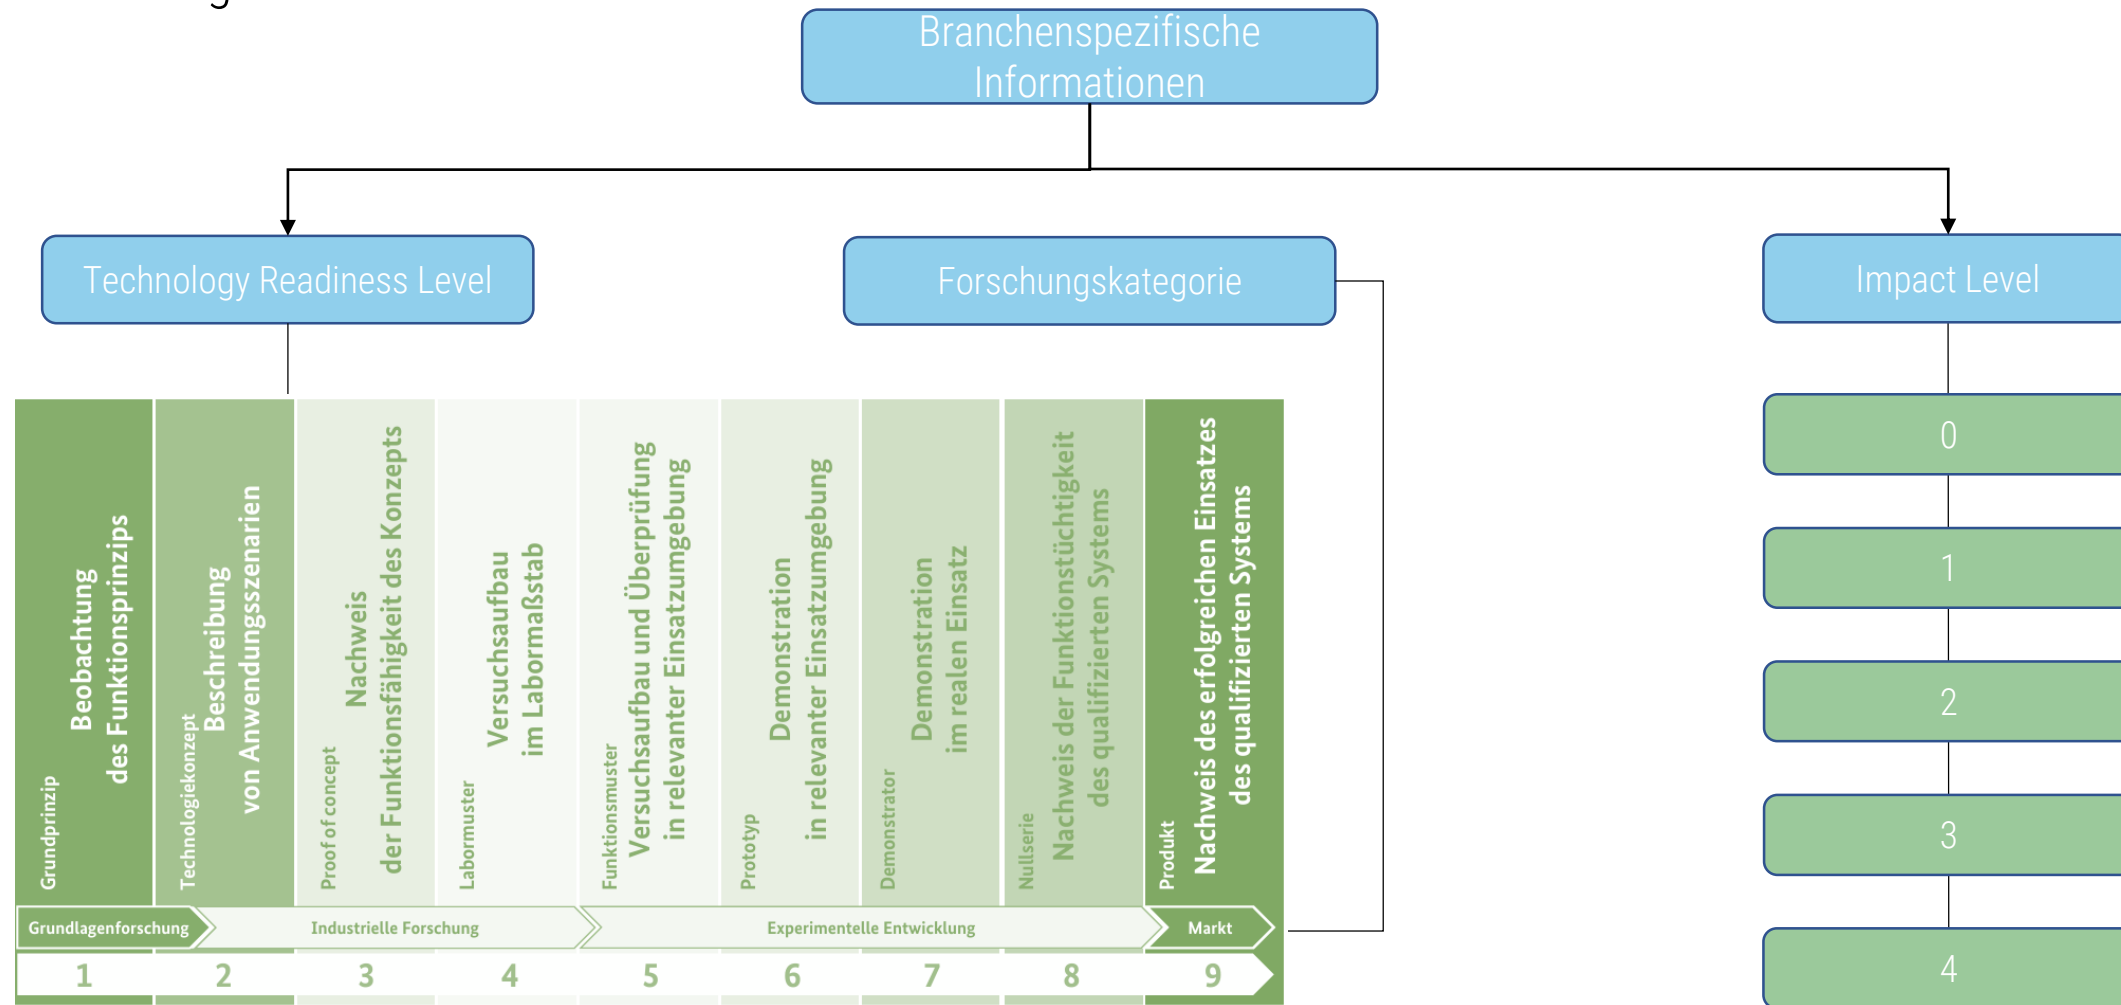 Branchenspezifische
Informationen
Technology Readiness Level
Forschungskategorie
Impact Level
Grundprinzip
Beobachtung
des Funktionsprinzips
Technologiekonzept
Beschreibung
von Anwendungsszenarien
Proof of concept
Nachweis
der Funktionsfähigkeit des Konzepts
Labormuster
Versuchsaufbau
im Labormaßstab
Funktionsmuster
Versuchsaufbau und Überprüfung
in relevanter Einsatzumgebung
Prototyp
Demonstration
in relevanter Einsatzumgebung
Demonstrator
Demonstration
im realen Einsatz
Nullserie
Nachweis der Funktionstüchtigkeit
des qualifizierten Systems
Produkt
Nachweis des erfolgreichen Einsatzes
des qualifizierten Systems
Grundlagenforschung
Industrielle Forschung
Experimentelle Entwicklung
Markt
1
2
3
4
5
6
7
8
9
0
1
2
3
4